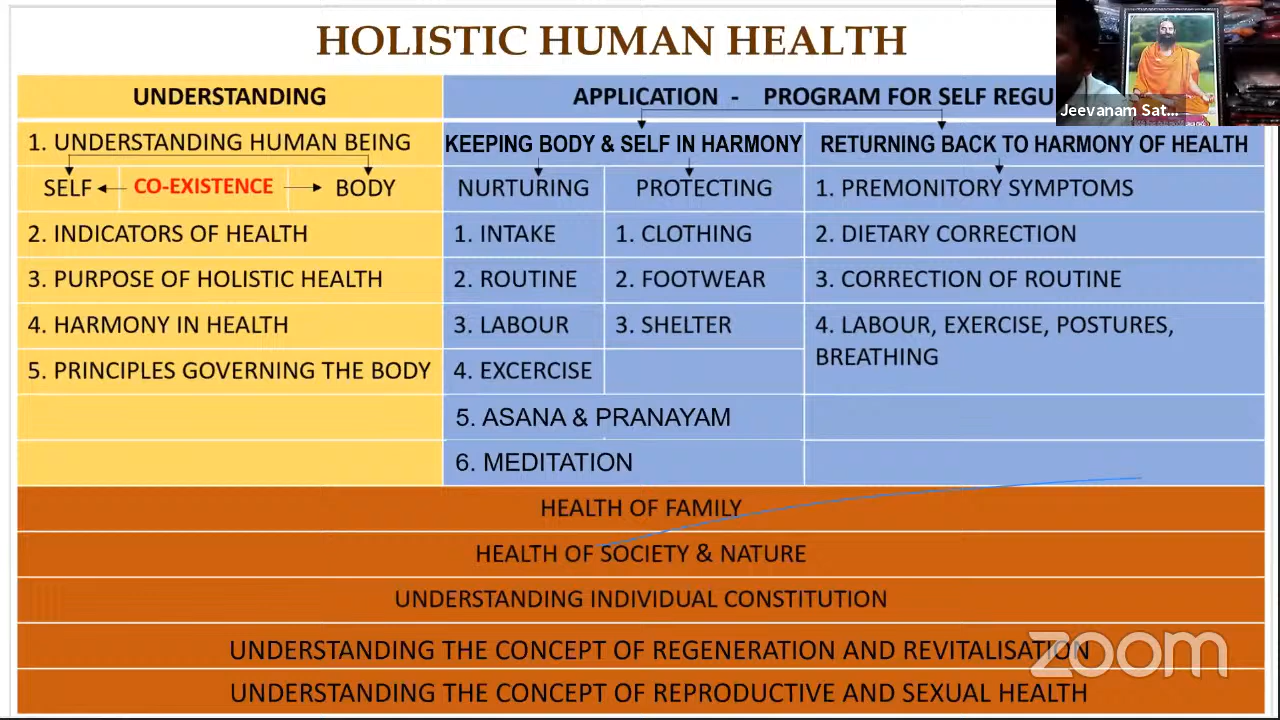 HOLISTIC HUMAN HEALTH
UNDERSTANDING
APPLICATION - PROGRAM FOR SELF REGU
Jeevanam Sat...
1. UNDERSTANDING HUMAN BEING
KEEPING BODY & SELF IN HARMONY
RETURNING BACK TO HARMONY OF HEALTH
SELF
CO-EXISTENCE
BODY
NURTURING
PROTECTING
1. PREMONITORY SYMPTOMS
2. INDICATORS OF HEALTH
1. INTAKE
1. CLOTHING
2. DIETARY CORRECTION
3. PURPOSE OF HOLISTIC HEALTH
2. ROUTINE
2. FOOTWEAR
3. CORRECTION OF ROUTINE
4. HARMONY IN HEALTH
3. LABOUR
3. SHELTER
4. LABOUR, EXERCISE, POSTURES,
BREATHING
5. PRINCIPLES GOVERNING THE BODY
4. EXCERCISE
5. ASANA & PRANAYAM
6. MEDITATION
HEALTH OF FAMILY
HEALTH OF SOCIETY & NATURE
UNDERSTANDING INDIVIDUAL CONSTITUTION
UNDERSTANDING THE CONCEPT OF REGENERATION AND REVITALISATION
zoom
UNDERSTANDING THE CONCEPT OF REPRODUCTIVE AND SEXUAL HEALTH